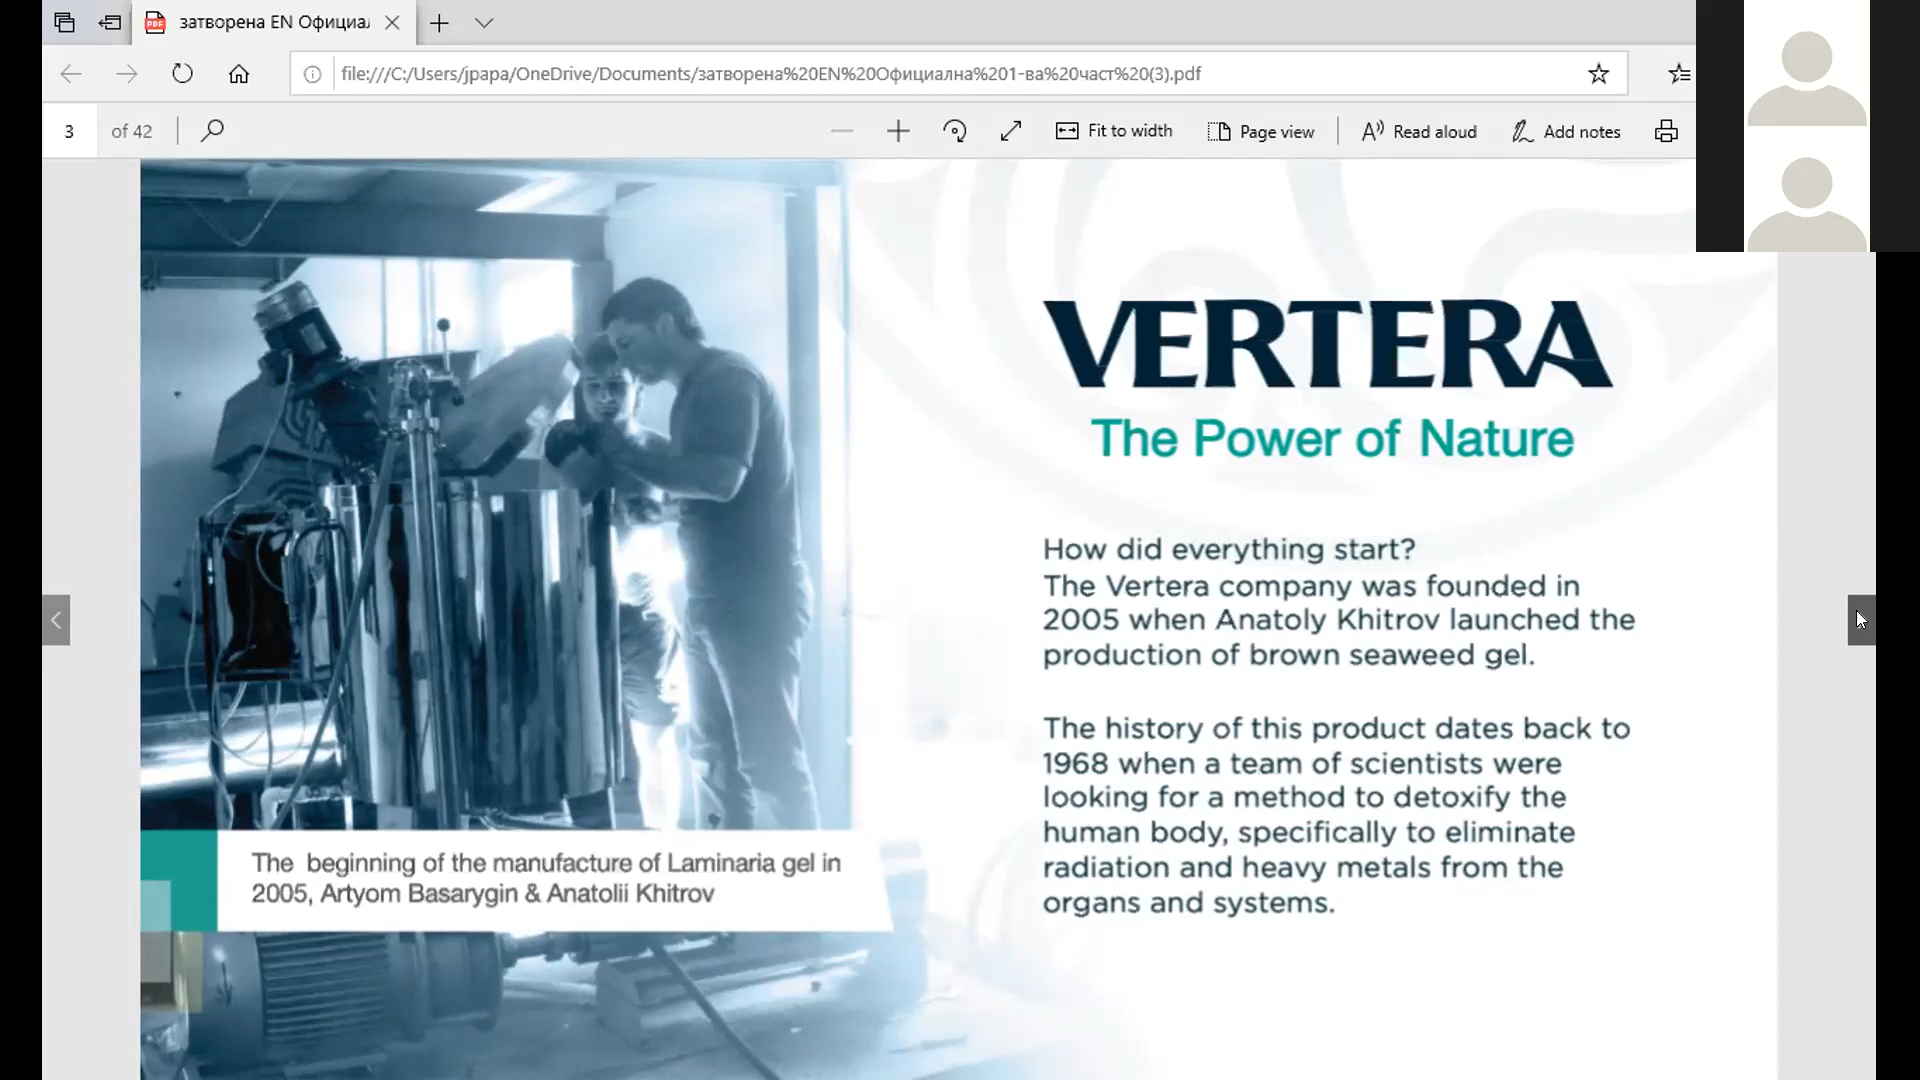 затворена EN Официал
file:///C:/Users/jpapa/OneDrive/Documents/затворена%20EN%20Официална%201-ва%20част%20(3).pdf
3 of 42
Fit to width
Page view
Read aloud
Add notes
VERTERA
The Power of Nature
How did everything start?
The Vertera company was founded in
2005 when Anatoly Khitrov launched the
production of brown seaweed gel.
The history of this product dates back to
1968 when a team of scientists were
looking for a method to detoxify the
human body, specifically to eliminate
radiation and heavy metals from the
organs and systems.
The beginning of the manufacture of Laminaria gel in
2005, Artyom Basarygin & Anatolii Khitrov